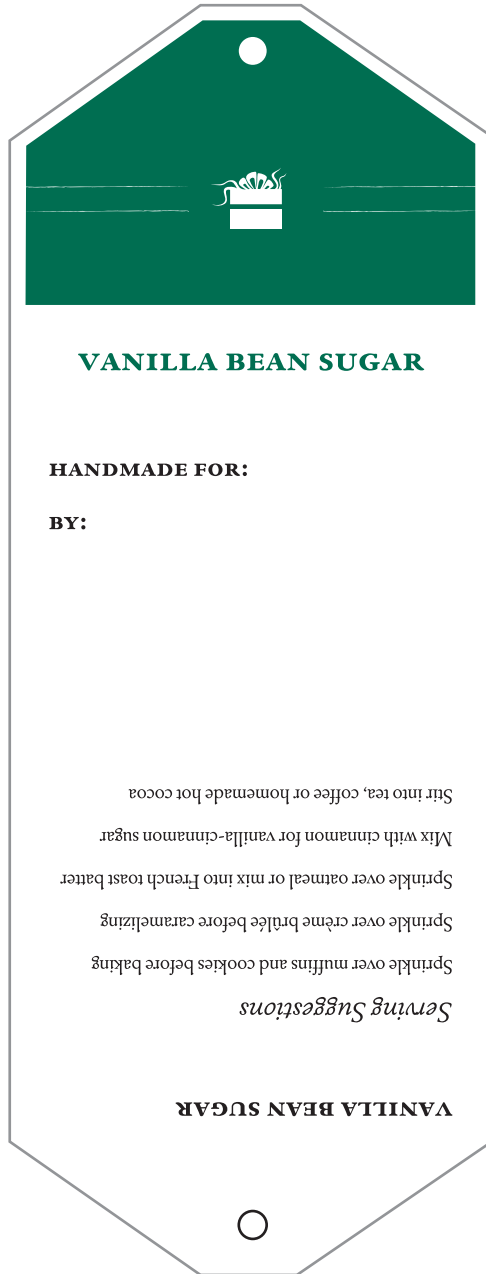 VANILLA BEAN SUGAR
HANDMADE FOR:
BY:
VANILLA BEAN SUGAR
Serving Suggestions
Sprinkle over muffins and cookies before baking
Sprinkle over crème brûlée before caramelizing
Sprinkle over oatmeal or mix into French toast batter
Mix with cinnamon for vanilla-cinnamon sugar
Stir into tea, coffee or homemade hot cocoa